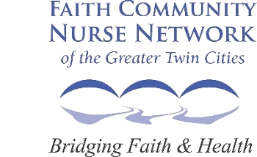 FAITH COMMUNITY
NURSE NETWORK
of the Greater Twin Cities
Bridging Faith & Health